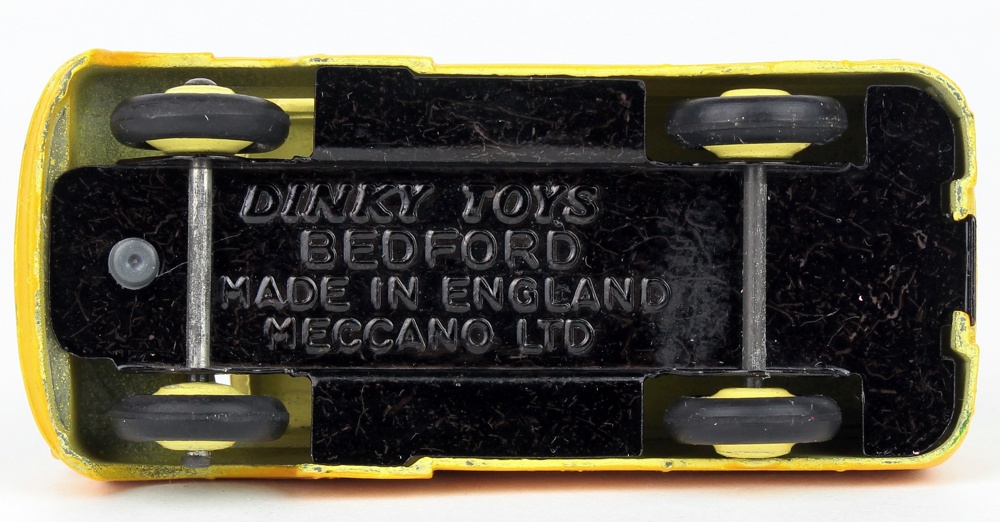 DINKY TOYS
BEDFORD
MADE IN ENGLAND
MECCANO LTD